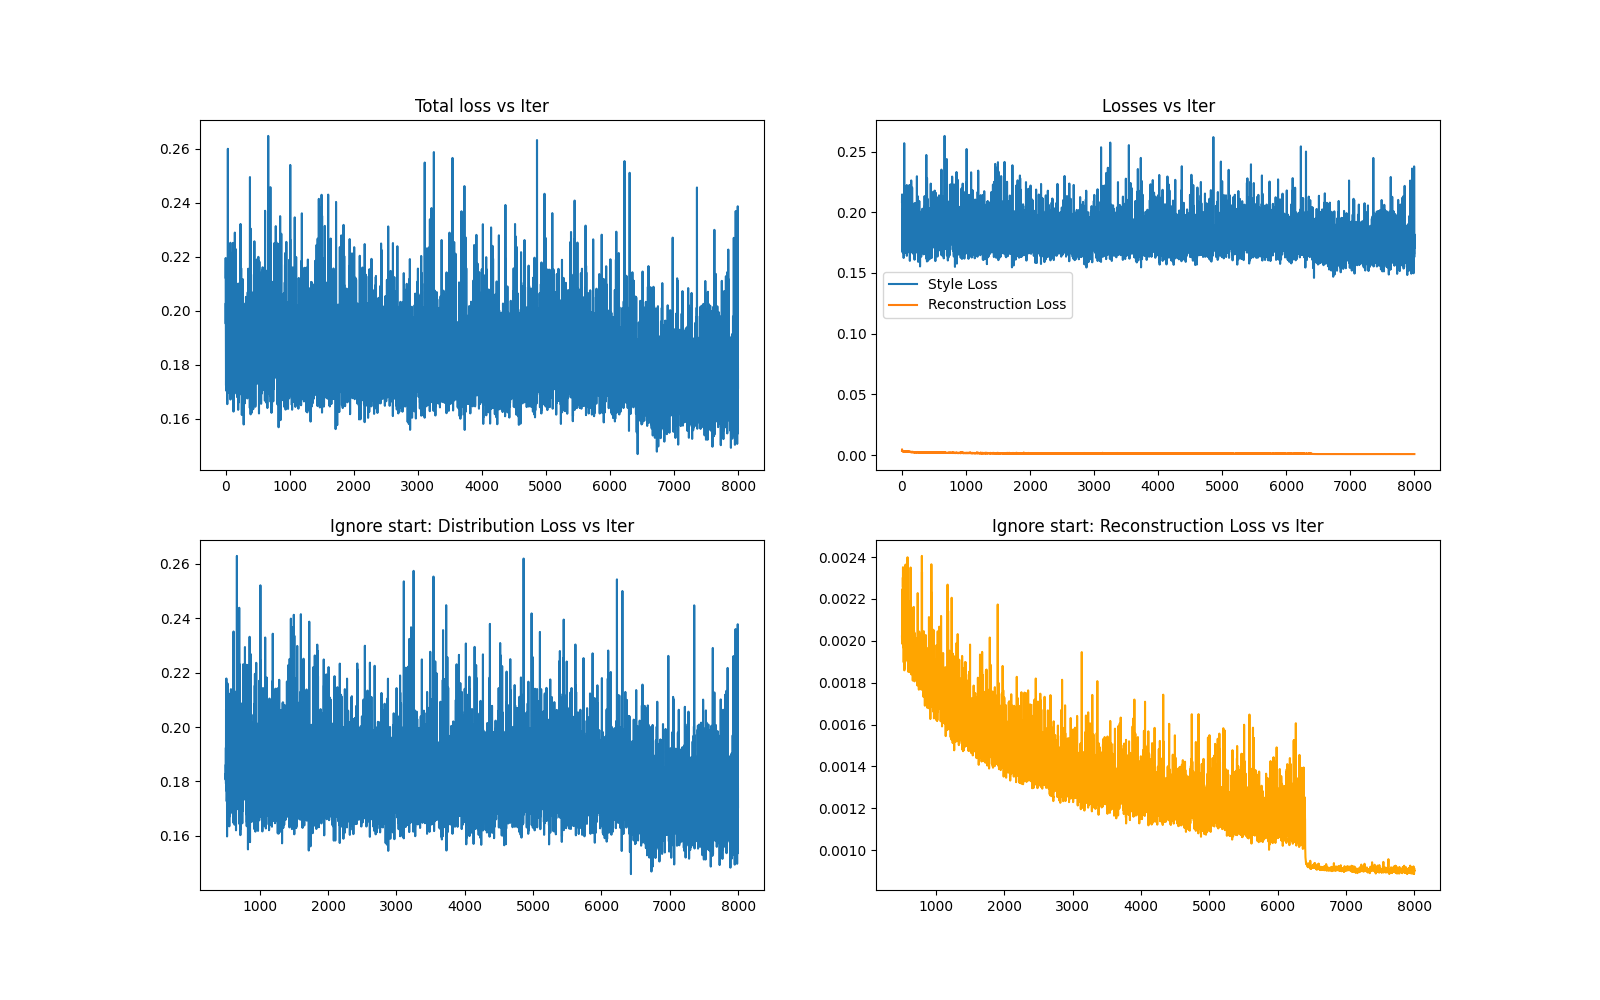 Total loss vs Iter
0.26
0.24
0.22
0.20
0.18
0.16
0 1000 2000 3000 4000 5000 6000 7000 8000
Losses vs Iter
0.25
0.20
0.15
0.10
0.05
0.00
Style Loss
Reconstruction Loss
0 1000 2000 3000 4000 5000 6000 7000 8000
Ignore start: Distribution Loss vs Iter
0.26
0.24
0.22
0.20
0.18
0.16
1000 2000 3000 4000 5000 6000 7000 8000
Ignore start: Reconstruction Loss vs Iter
0.0024
0.0022
0.0020
0.0018
0.0016
0.0014
0.0012
0.0010
1000 2000 3000 4000 5000 6000 7000 8000